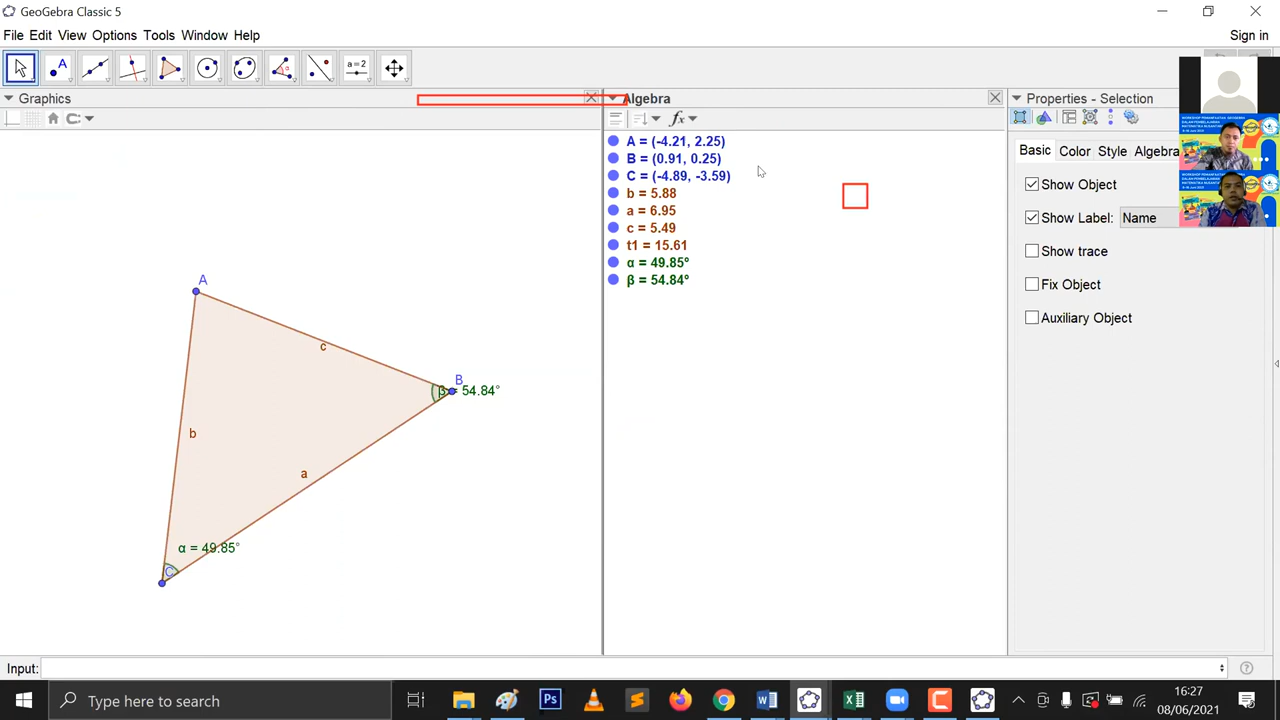 GeoGebra Classic 5
File Edit View Options Tools Window Help
Sign in
A
a=2
Graphics
Algebra
Properties - Selection
Basic Color Style Algebra
Show Object
Show Label: Name
Show trace
Fix Object
Auxiliary Object
A = (-4.21, 2.25)
B = (0.91, 0.25)
C = (-4.89, -3.59)
b = 5.88
a = 6.95
c = 5.49
t1 = 15.61
α = 49.85°
β = 54.84°
A
c
B
β = 54.84°
b
a
α = 49.85°
C
Input:
Type here to search
16:27
08/06/2021